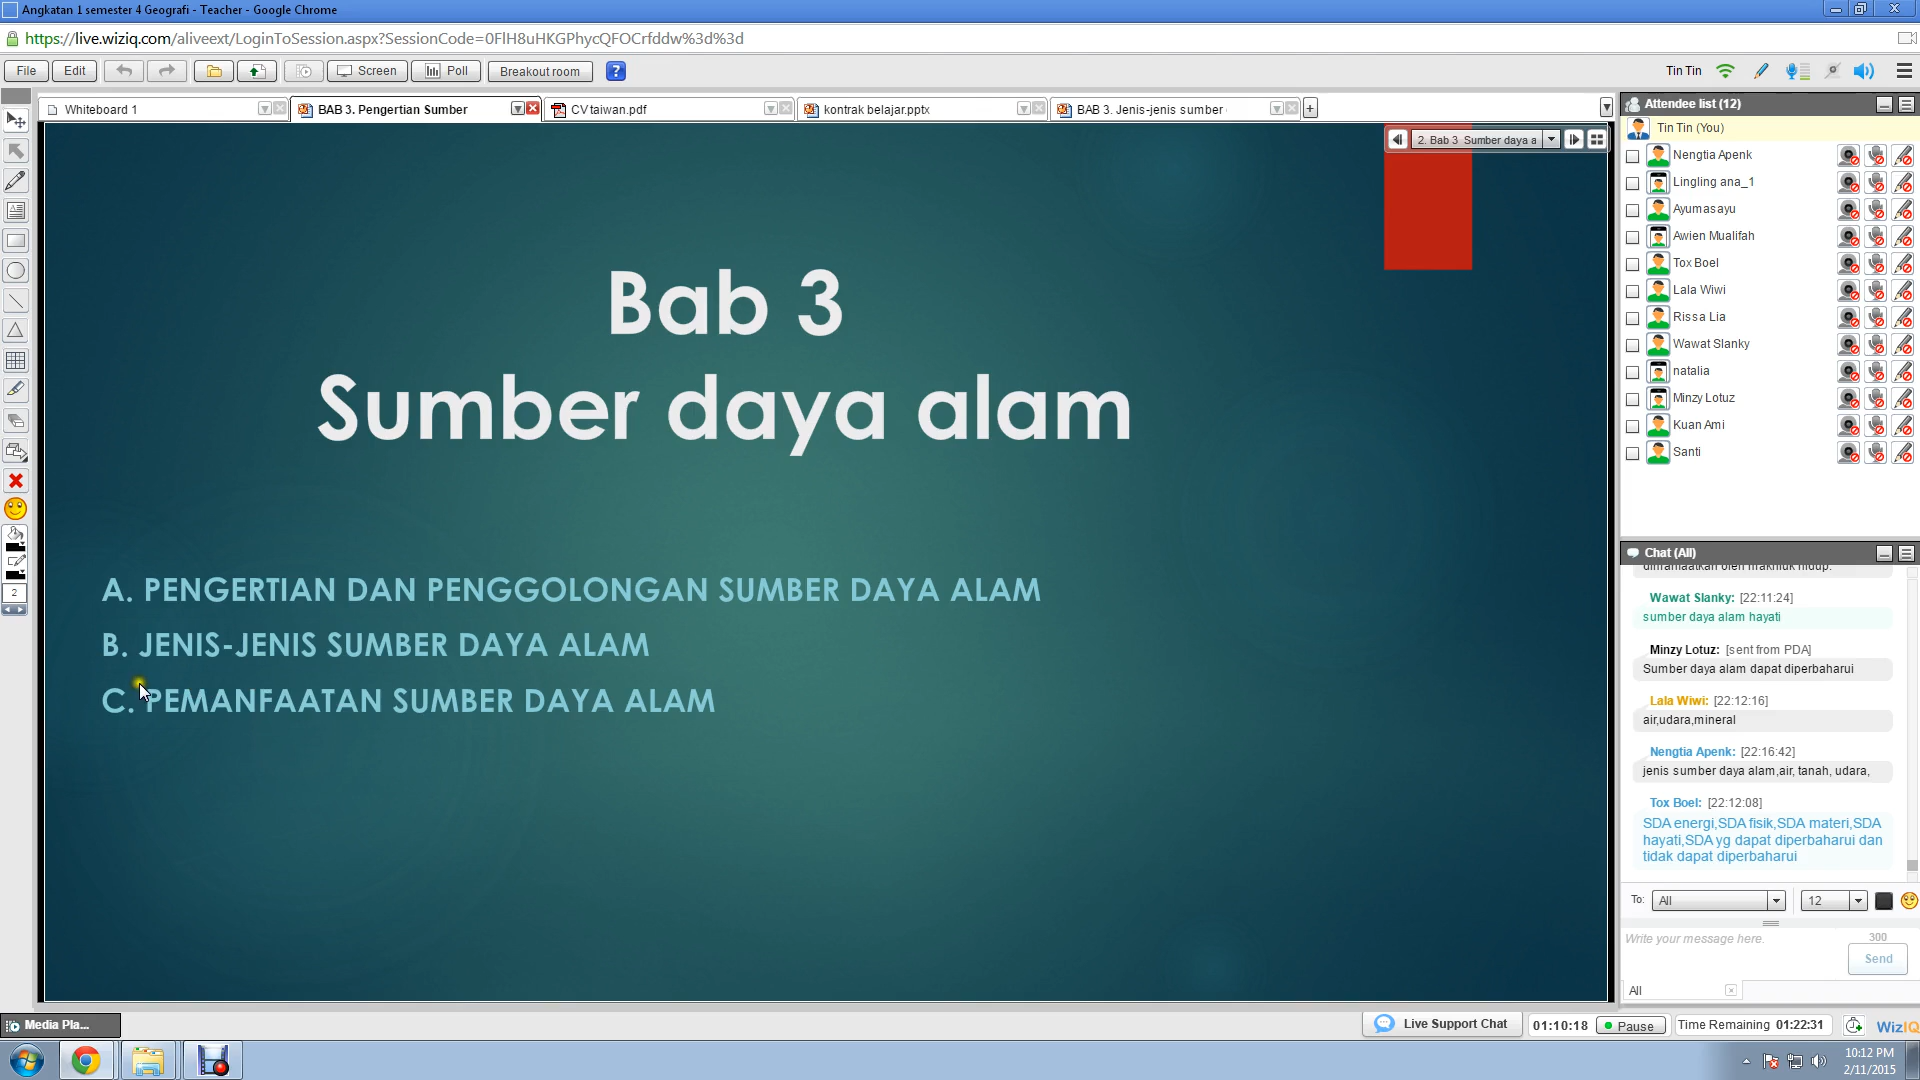 Angkatan 1 semester 4 Geografi - Teacher - Google Chrome
https://live.wiziq.com/aliveext/LoginToSession.aspx?SessionCode=0FlH8uHKGPhycQFOCrfddw%3d%3d
File Edit Screen Poll Breakout room ? Tin Tin
Whiteboard 1 BAB 3. Pengertian Sumber CV taiwan.pdf kontrak belajar.pptx BAB 3. Jenis-jenis sumber +
2. Bab 3 Sumber daya a
Bab 3
Sumber daya alam
A. PENGERTIAN DAN PENGGOLONGAN SUMBER DAYA ALAM
B. JENIS-JENIS SUMBER DAYA ALAM
C. PEMANFAATAN SUMBER DAYA ALAM
2
Attendee list (12)
Tin Tin (You)
Nengtia Apenk
Lingling ana_1
Ayumasayu
Awien Mualifah
Tox Boel
Lala Wiwi
Rissa Lia
Wawat Slanky
natalia
Minzy Lotuz
Kuan Ami
Santi
Chat (All)
dimanfaatkan oleh makhluk hidup.
Wawat Slanky: [22:11:24]
sumber daya alam hayati
Minzy Lotuz: [sent from PDA]
Sumber daya alam dapat diperbaharui
Lala Wiwi: [22:12:16]
air,udara,mineral
Nengtia Apenk: [22:16:42]
jenis sumber daya alam,air, tanah, udara,
Tox Boel: [22:12:08]
SDA energi,SDA fisik,SDA materi,SDA
hayati,SDA yg dapat diperbaharui dan
tidak dapat diperbaharui
To: All 12
Write your message here. 300
Send
All
Media Pla... Live Support Chat 01:10:18 Pause Time Remaining 01:22:31 WizIQ
10:12 PM
2/11/2015